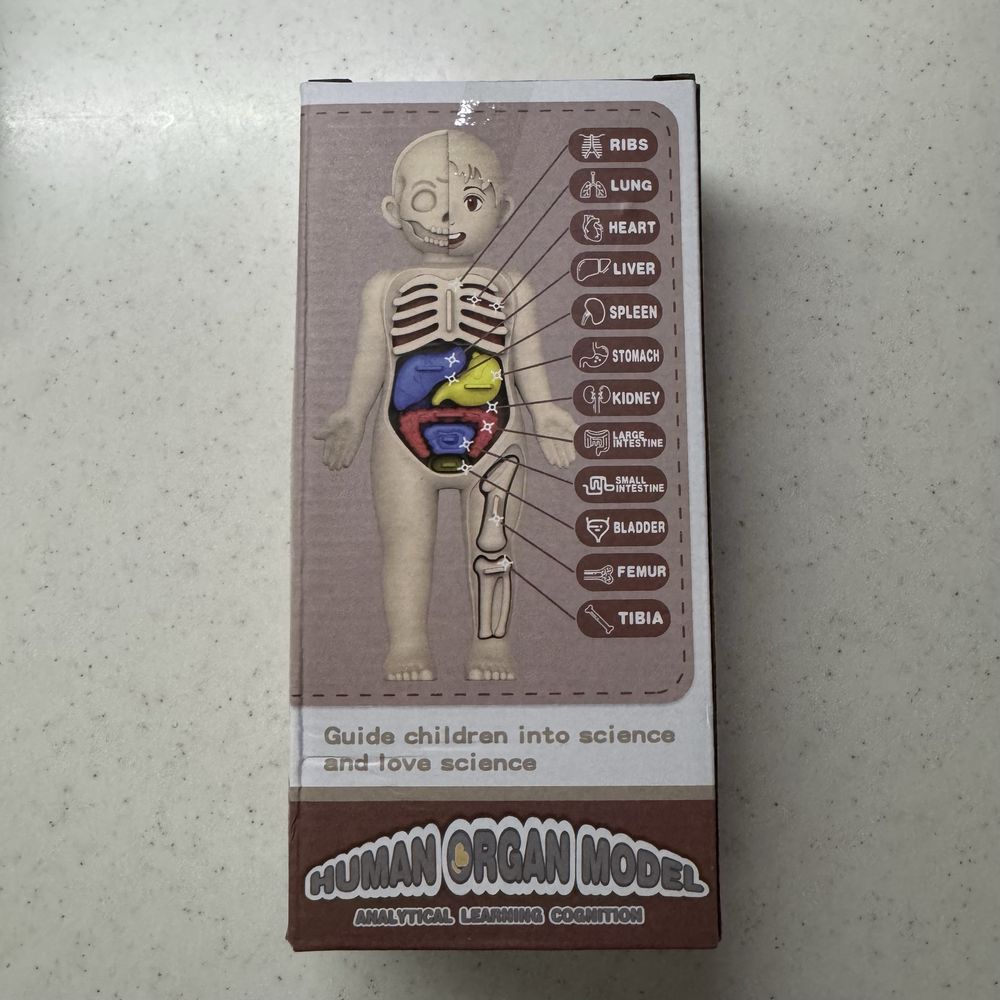 RIBS
LUNG
HEART
LIVER
SPLEEN
STOMACH
KIDNEY
LARGE
INTESTINE
SMALL
INTESTINE
BLADDER
FEMUR
TIBIA
Guide children into science
and love science
HUMAN ORGAN MODEL
ANALYTICAL LEARNING COGNITION